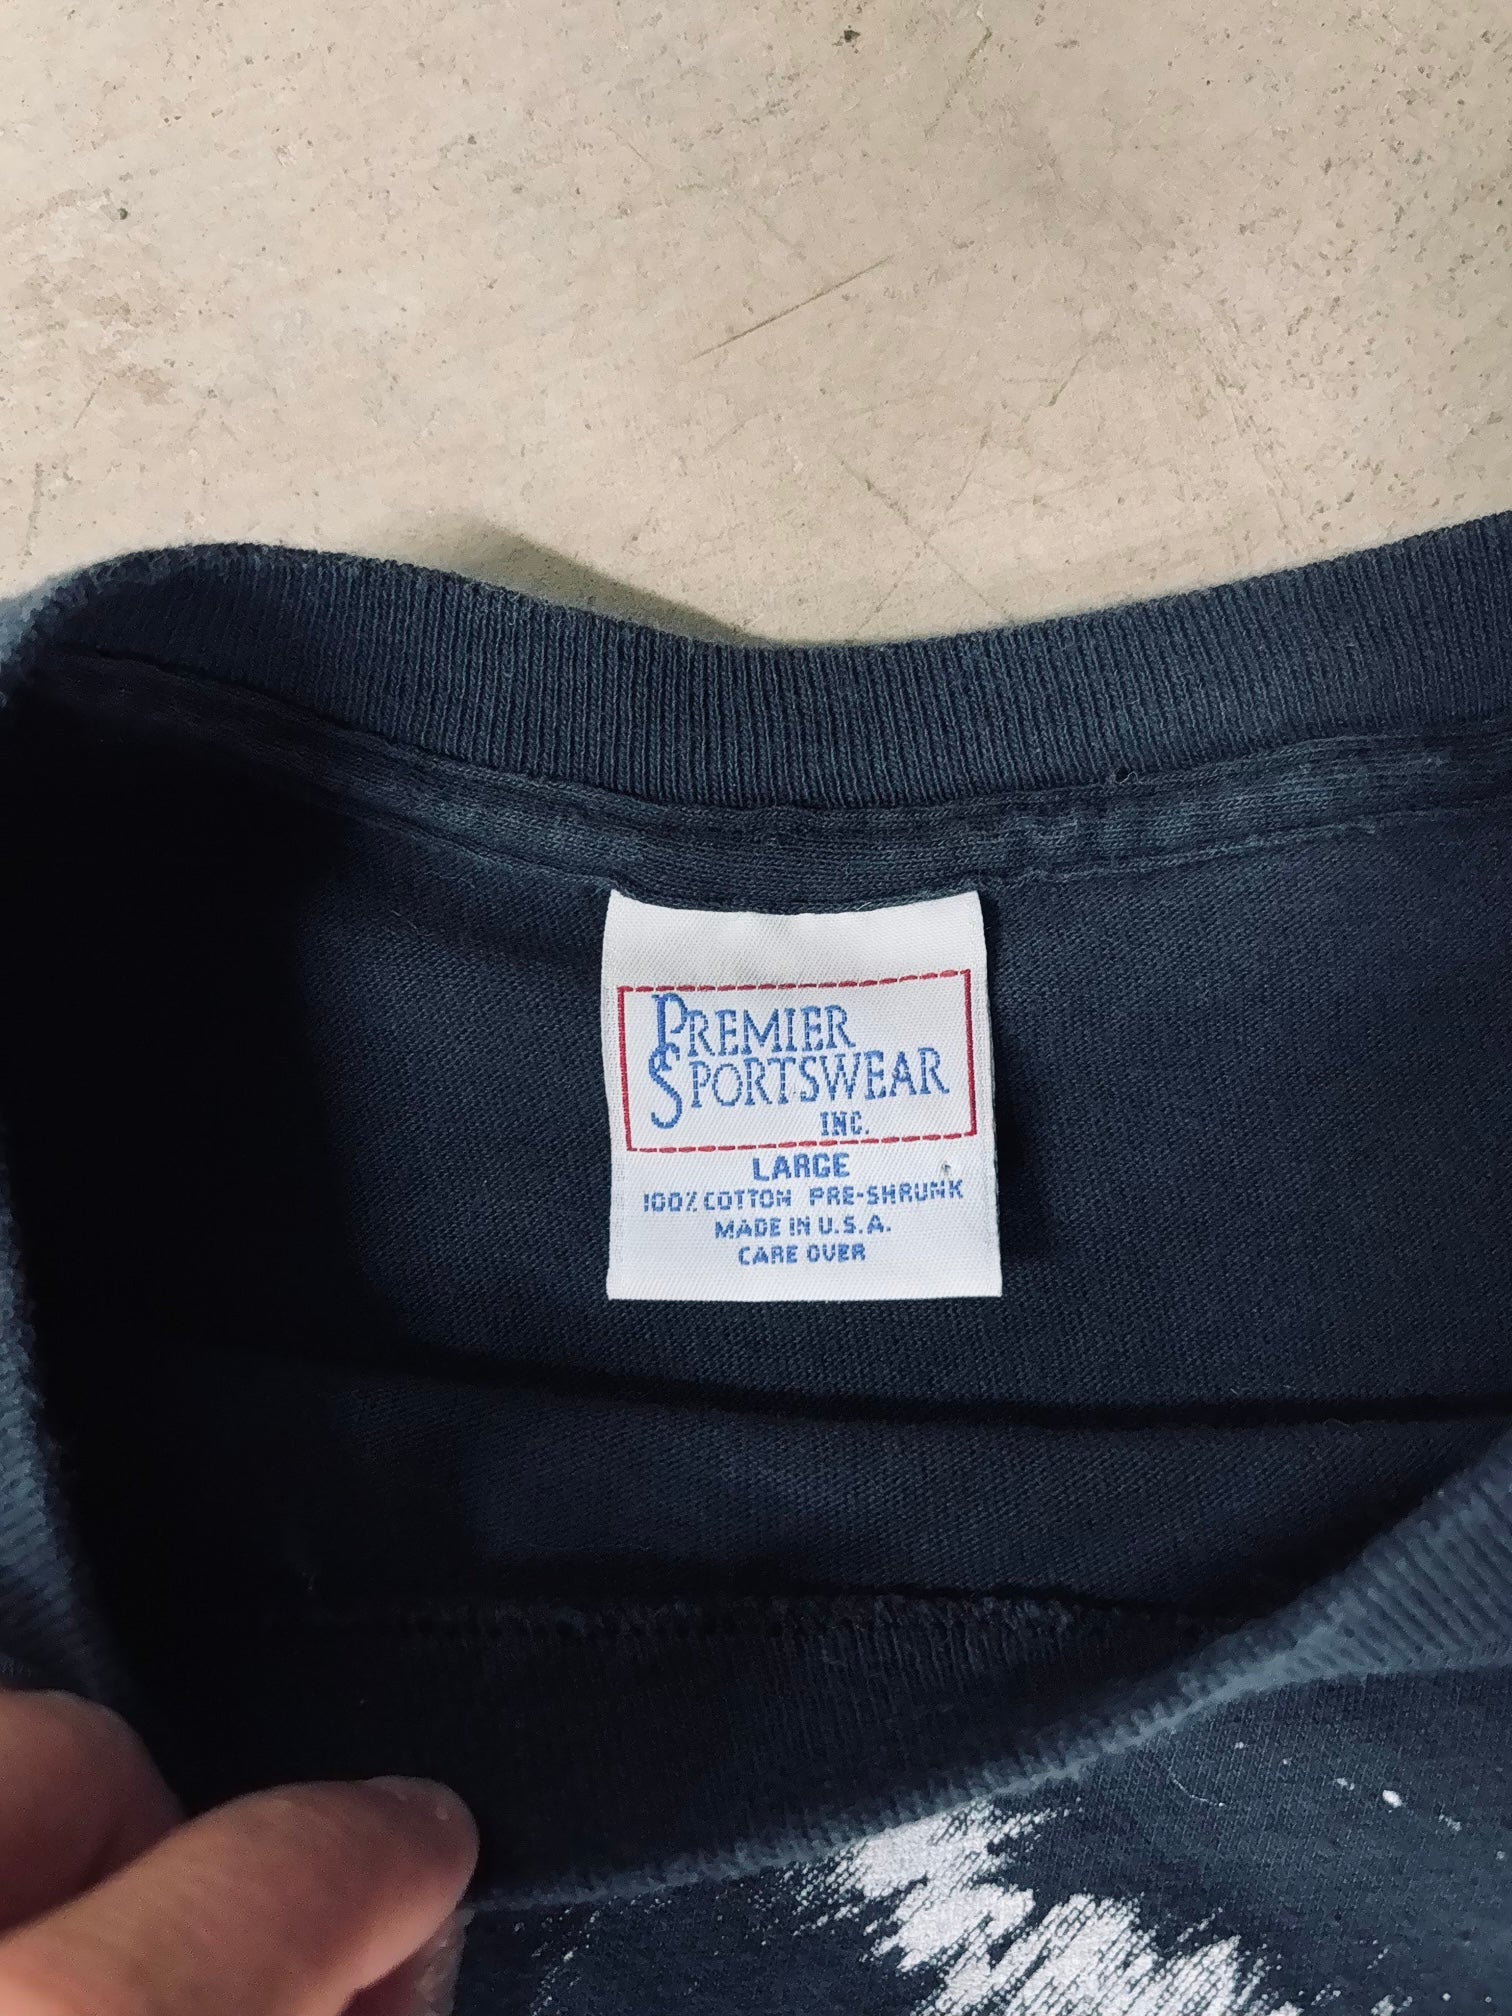 PREMIER
SPORTSWEAR
INC.
LARGE
100% COTTON PRE-SHRUNK
MADE IN U.S.A.
CARE OVER